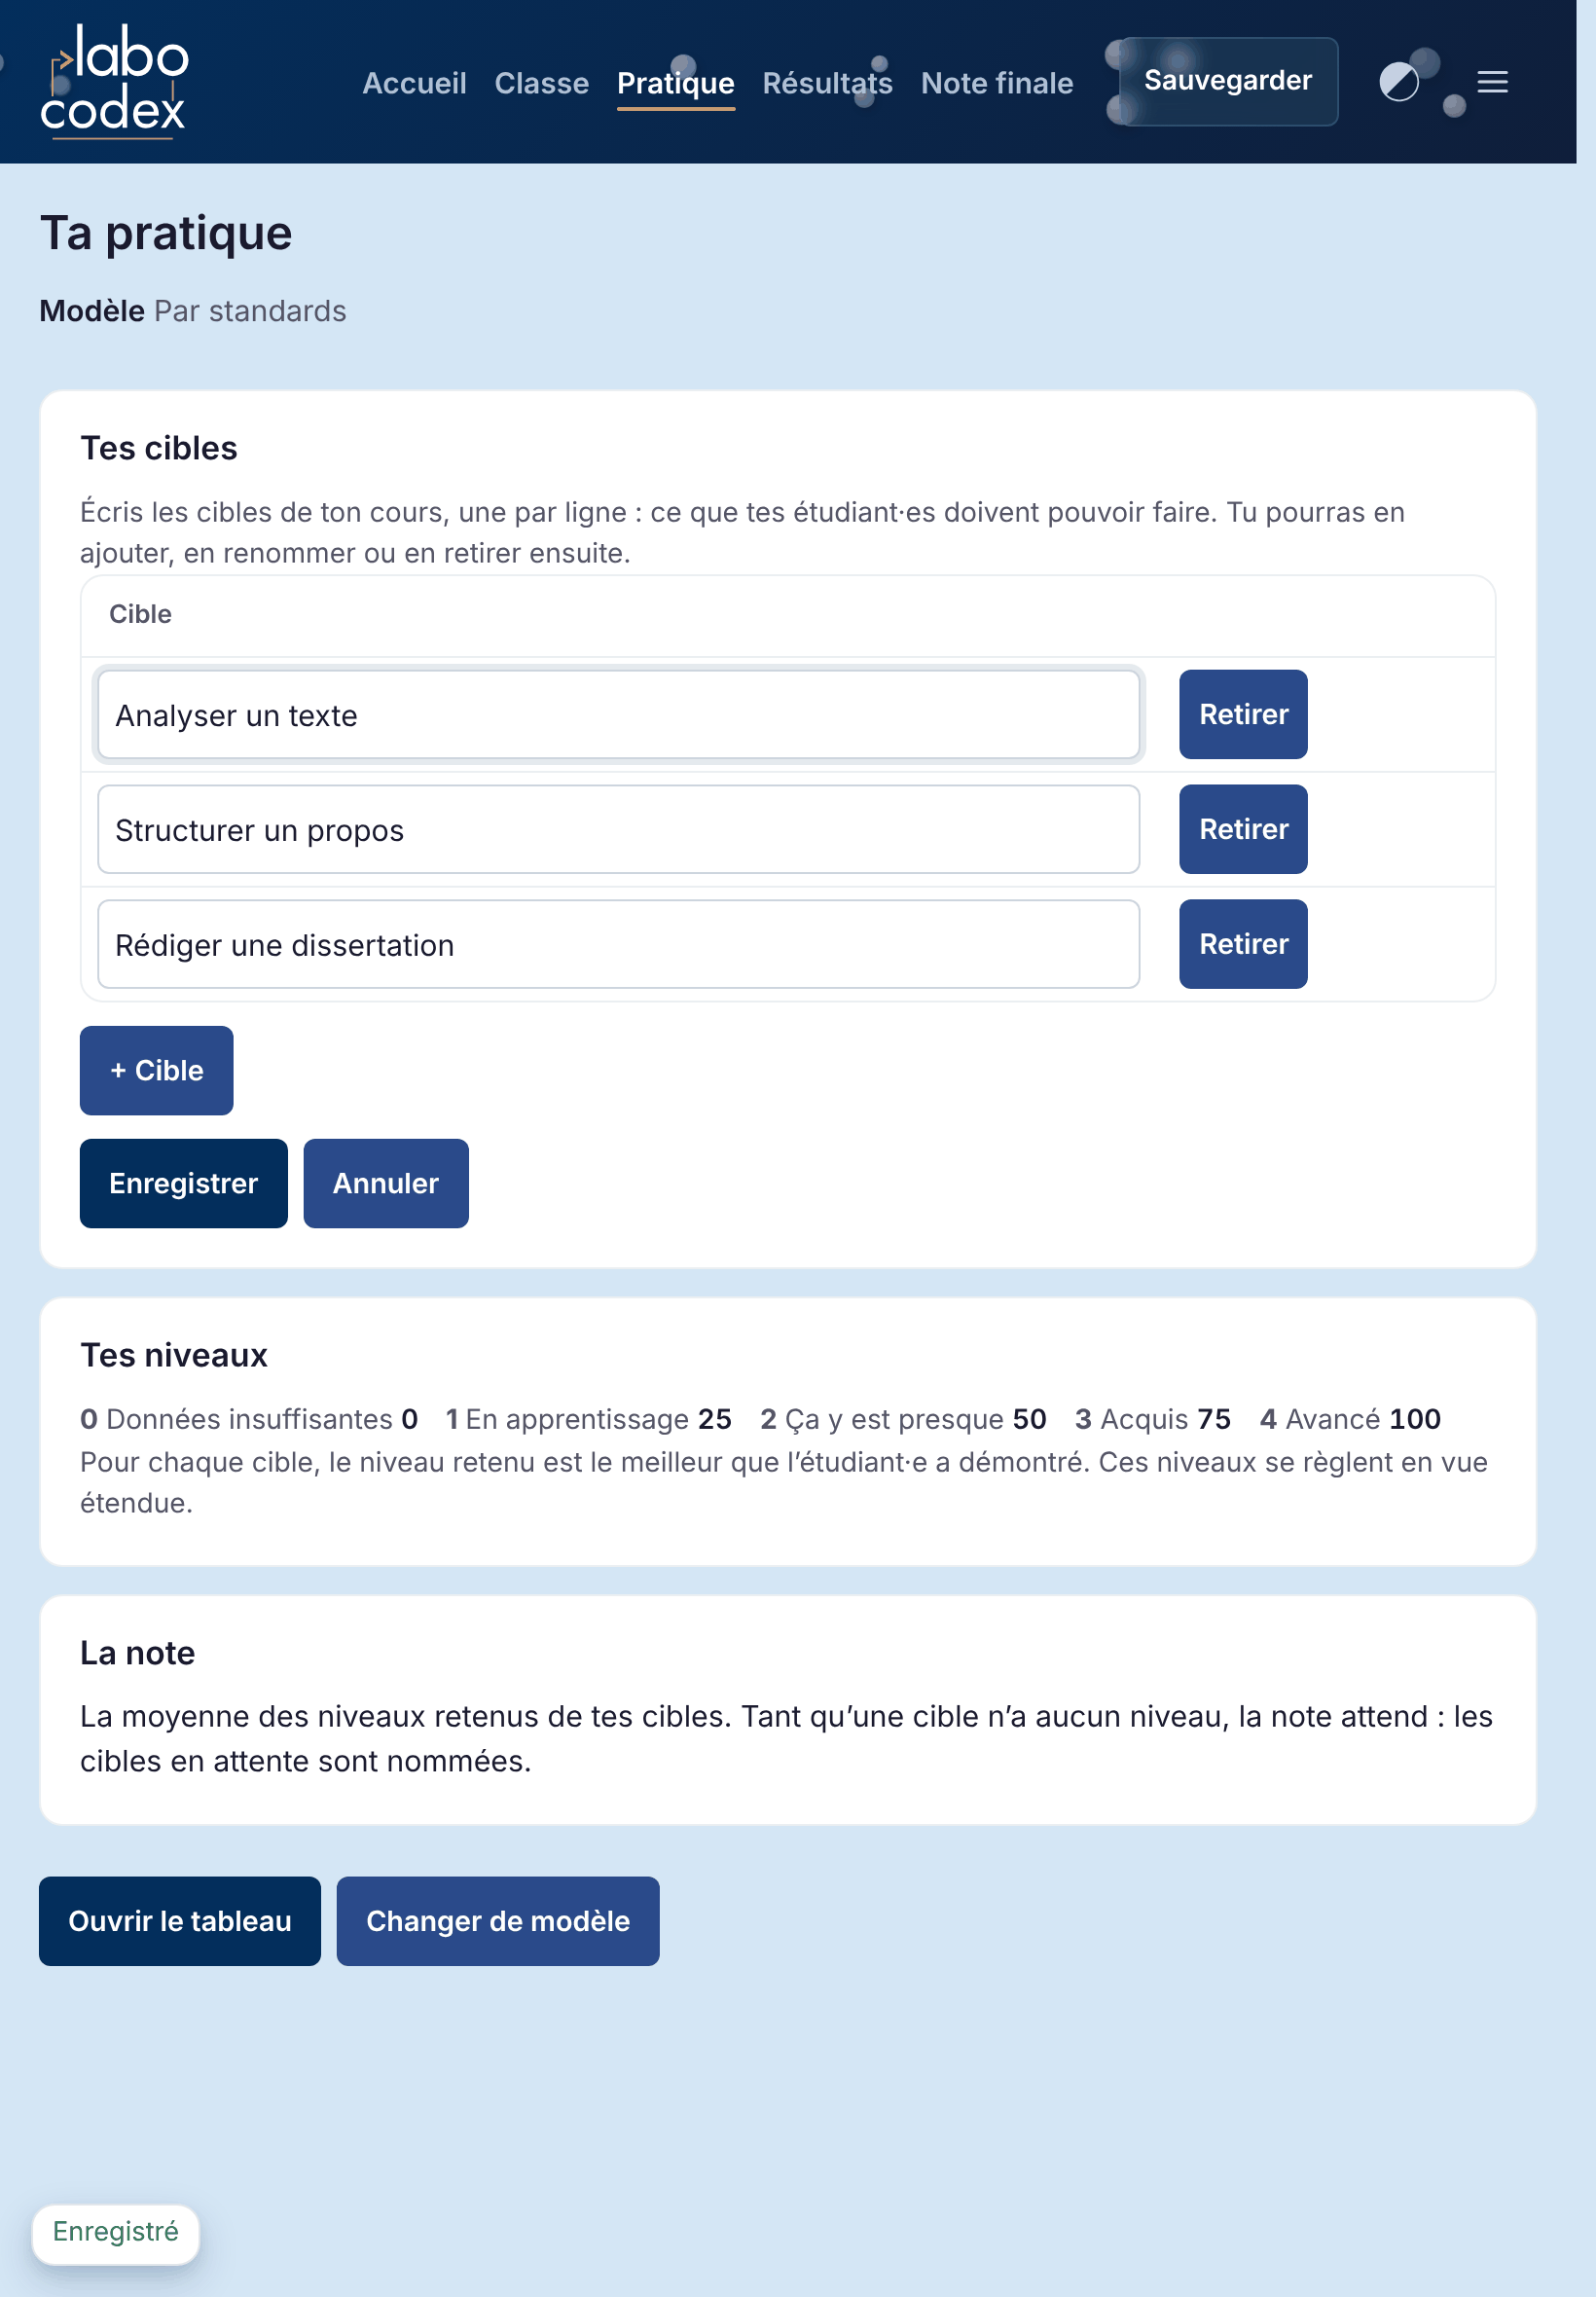 labo
codex
Accueil Classe Pratique Résultats Note finale Sauvegarder
Ta pratique
Modèle Par standards
Tes cibles
Écris les cibles de ton cours, une par ligne : ce que tes étudiant·es doivent pouvoir faire. Tu pourras en
ajouter, en renommer ou en retirer ensuite.
Cible
Analyser un texte Retirer
Structurer un propos Retirer
Rédiger une dissertation Retirer
+ Cible
Enregistrer Annuler
Tes niveaux
0 Données insuffisantes 0 1 En apprentissage 25 2 Ça y est presque 50 3 Acquis 75 4 Avancé 100
Pour chaque cible, le niveau retenu est le meilleur que l’étudiant·e a démontré. Ces niveaux se règlent en vue
étendue.
La note
La moyenne des niveaux retenus de tes cibles. Tant qu’une cible n’a aucun niveau, la note attend : les
cibles en attente sont nommées.
Ouvrir le tableau Changer de modèle
Enregistré